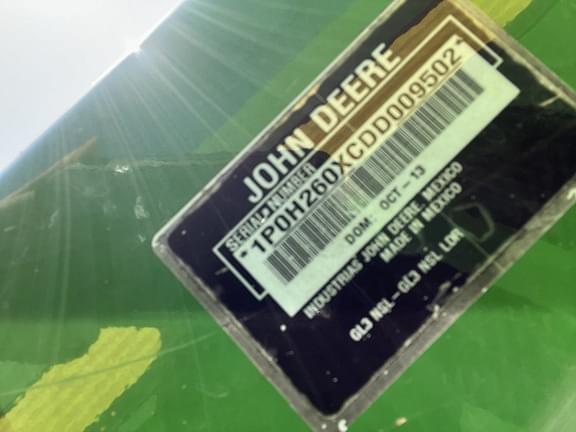 JOHN DEERE
SERIAL NUMBER
*1P0H260XCDD009502*
DOM: OCT-13
INDUSTRIAS JOHN DEERE, MEXICO
MADE IN MEXICO
GL3 NSL-GL3 NSL LDR